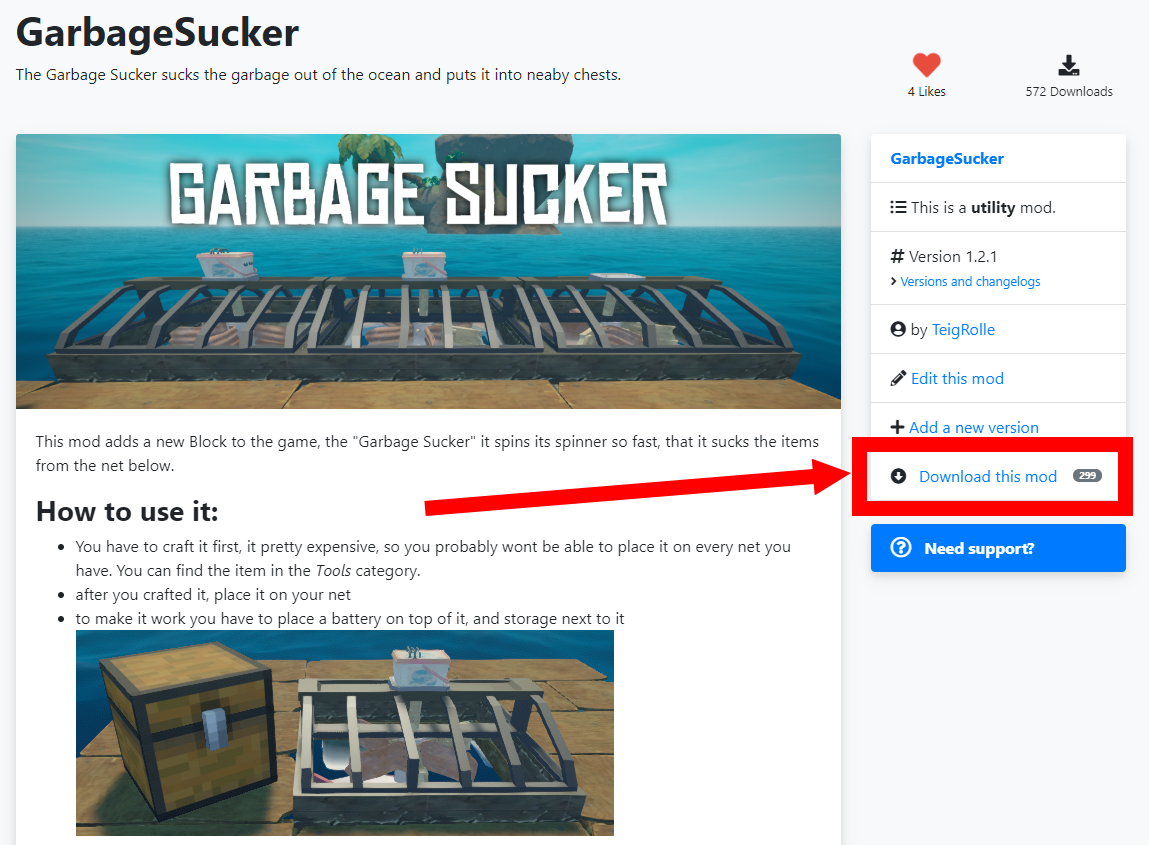 GarbageSucker
The Garbage Sucker sucks the garbage out of the ocean and puts it into neaby chests.
4 Likes
572 Downloads
GARBAGE SUCKER
This mod adds a new Block to the game, the "Garbage Sucker" it spins its spinner so fast, that it sucks the items
from the net below.
How to use it:
• You have to craft it first, it pretty expensive, so you probably wont be able to place it on every net you
have. You can find the item in the Tools category.
• after you crafted it, place it on your net
• to make it work you have to place a battery on top of it, and storage next to it
GarbageSucker
This is a utility mod.
# Version 1.2.1
> Versions and changelogs
by TeigRolle
Edit this mod
+ Add a new version
Download this mod 299
? Need support?